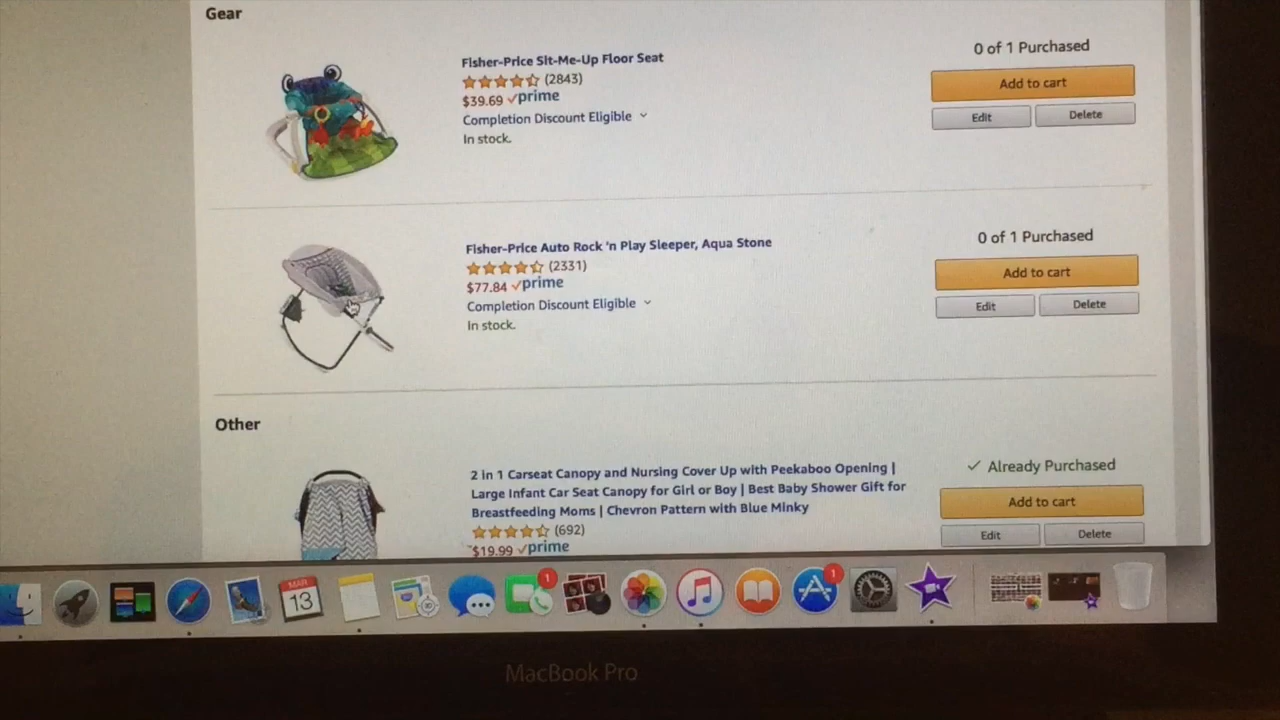 Gear
Fisher-Price Sit-Me-Up Floor Seat
(2843)
$39.69 prime
Completion Discount Eligible
In stock.
0 of 1 Purchased
Add to cart
Edit Delete
Fisher-Price Auto Rock 'n Play Sleeper, Aqua Stone
(2331)
$77.84 prime
Completion Discount Eligible
In stock.
0 of 1 Purchased
Add to cart
Edit Delete
Other
2 in 1 Carseat Canopy and Nursing Cover Up with Peekaboo Opening |
Large Infant Car Seat Canopy for Girl or Boy | Best Baby Shower Gift for
Breastfeeding Moms | Chevron Pattern with Blue Minky
(692)
$19.99 prime
Already Purchased
Add to cart
Edit Delete
MAR
13
1
1
MacBook Pro